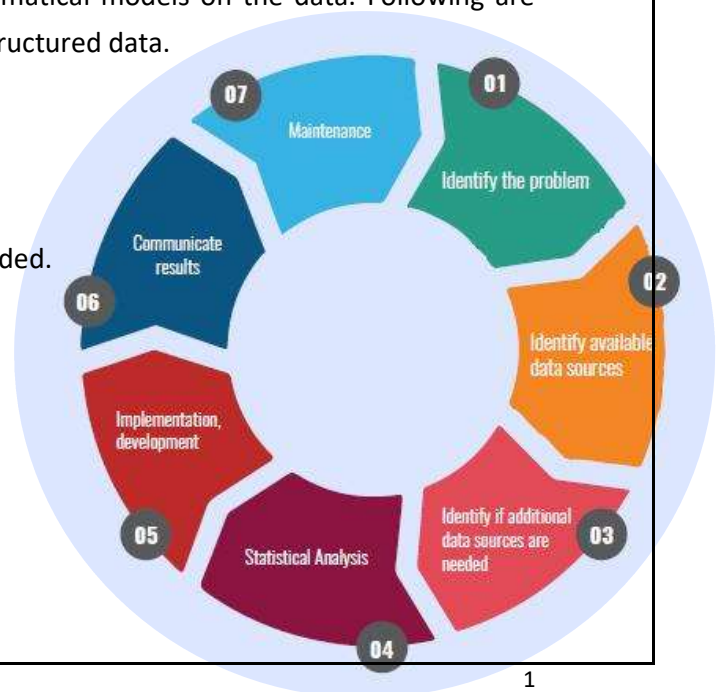 matical models on the data. Following are
ructured data.
ded.
01
Identify the problem
02
Identify available
data sources
03
Identify if additional
data sources are
needed
04
Statistical Analysis
05
Implementation,
development
06
Communicate
results
07
Maintenance
1